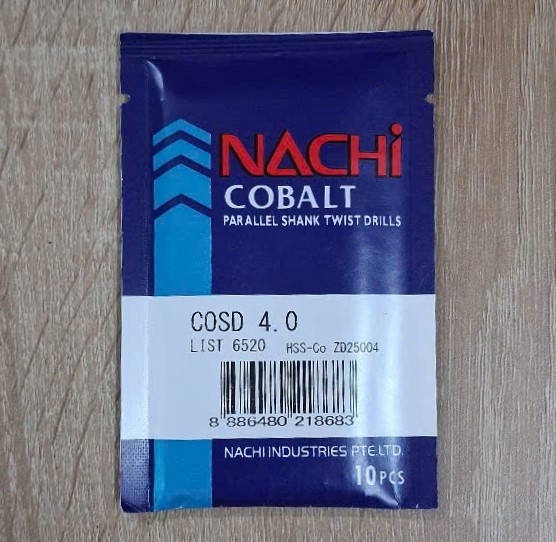 NACHi
COBALT
PARALLEL SHANK TWIST DRILLS
COSD 4.0
LIST 6520 HSS-Co ZD25004
8 886480 218683
NACHI INDUSTRIES PTE.LTD.
10PCS